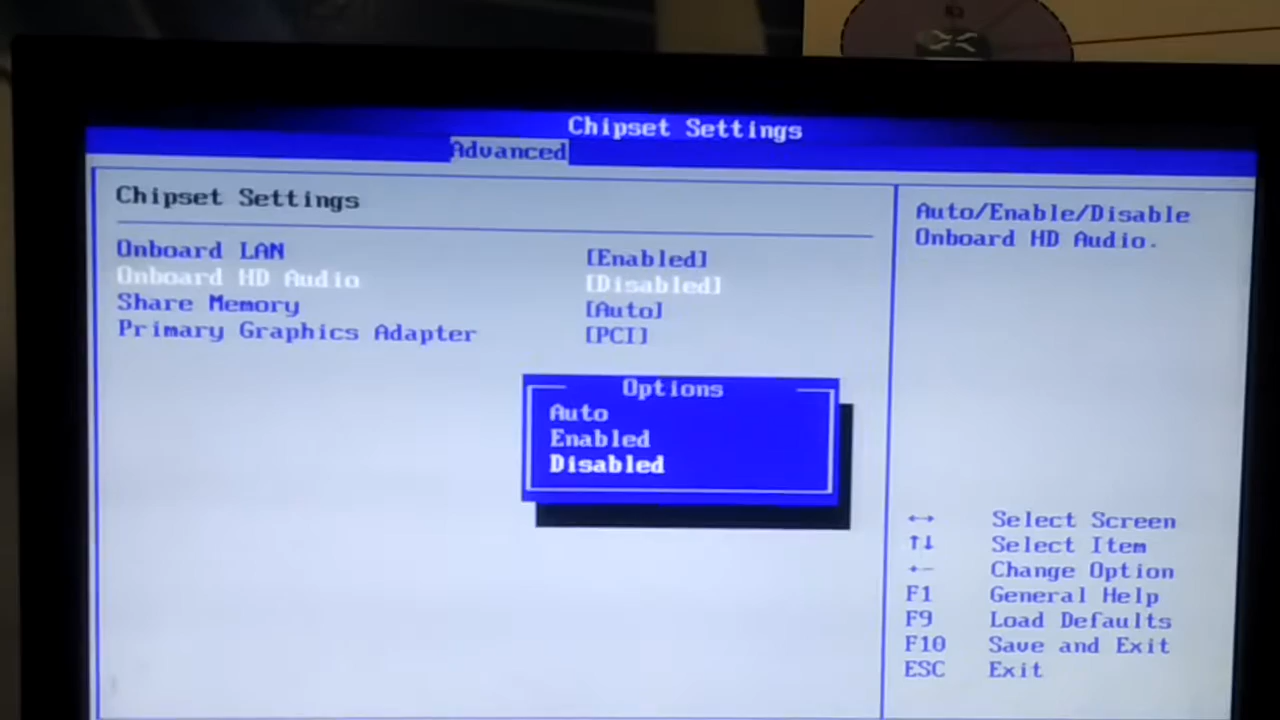 Chipset Settings
Advanced
Chipset Settings
Onboard LAN [Enabled]
Onboard HD Audio [Disabled]
Share Memory [Auto]
Primary Graphics Adapter [PCI]
Options
Auto
Enabled
Disabled
Auto/Enable/Disable
Onboard HD Audio.
↔ Select Screen
↑↓ Select Item
+- Change Option
F1 General Help
F9 Load Defaults
F10 Save and Exit
ESC Exit